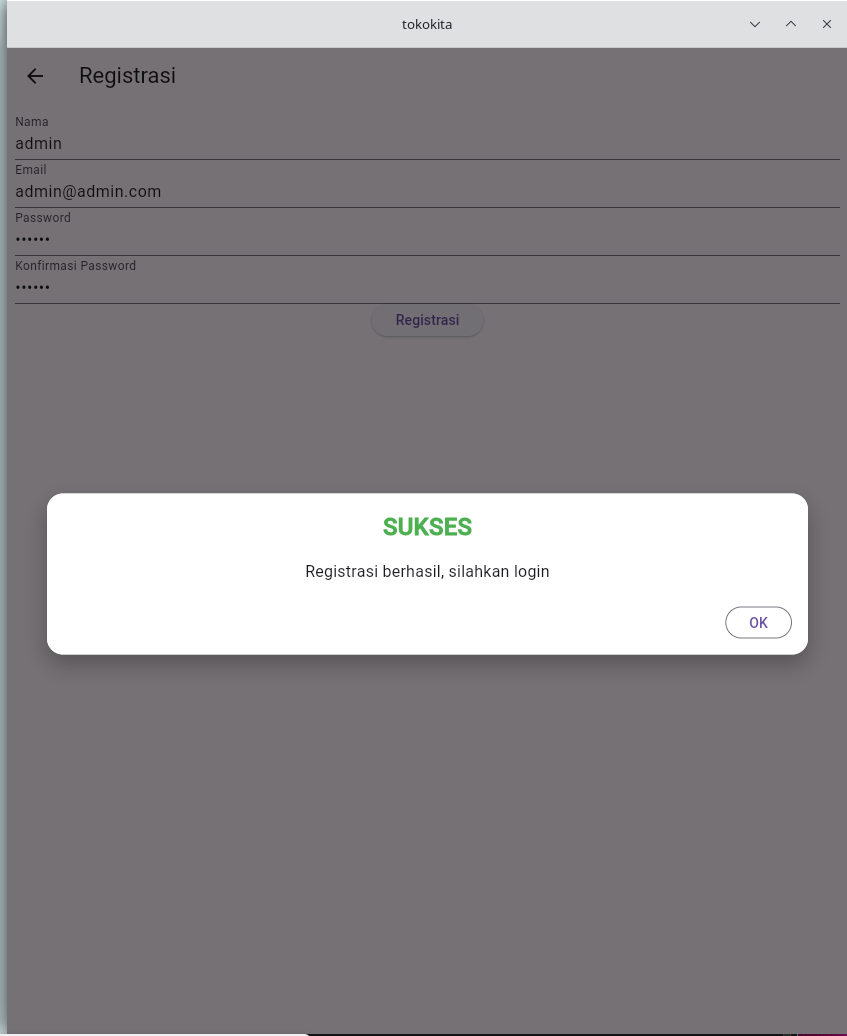 tokokita
Registrasi
Nama
admin
Email
admin@admin.com
Password
••••••
Konfirmasi Password
••••••
Registrasi
SUKSES
Registrasi berhasil, silahkan login
OK